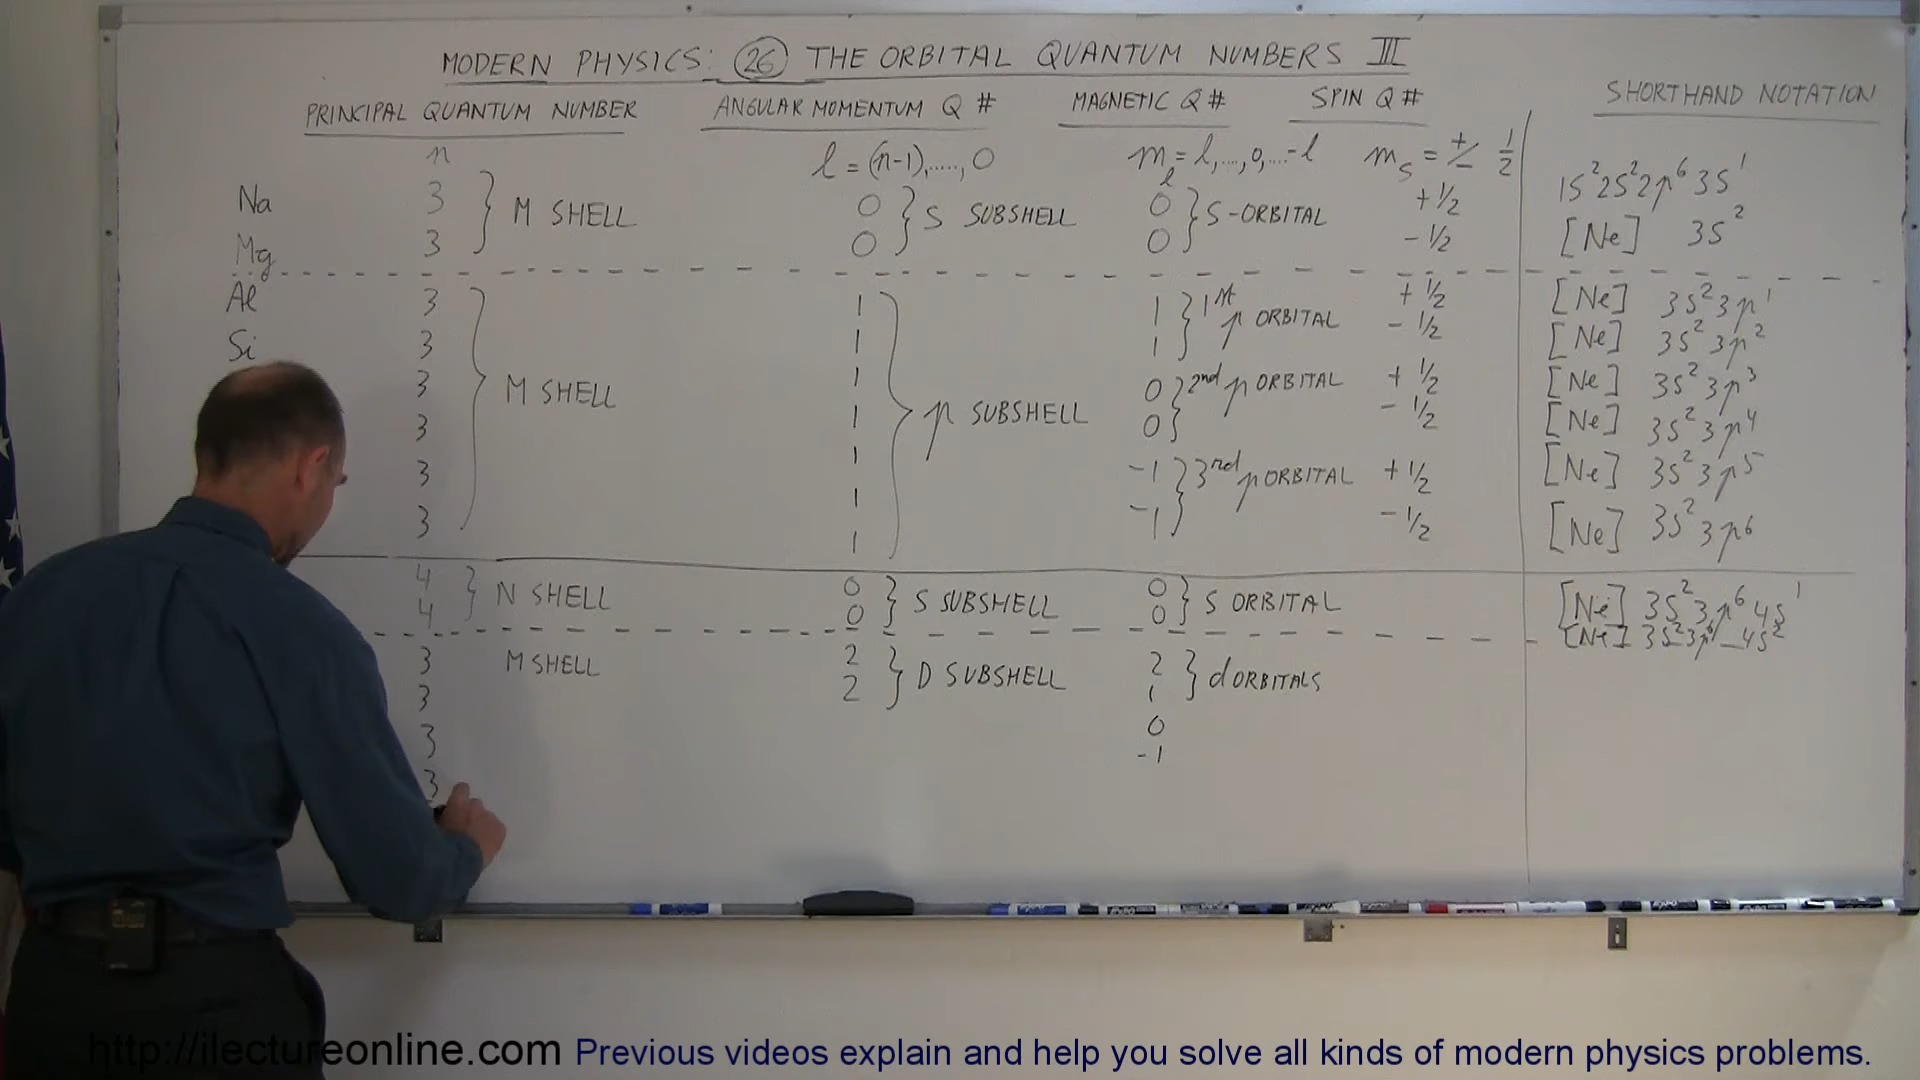 MODERN PHYSICS: 26 THE ORBITAL QUANTUM NUMBERS III
PRINCIPAL QUANTUM NUMBER ANGULAR MOMENTUM Q # MAGNETIC Q # SPIN Q # SHORTHAND NOTATION
n l = (n-1),....., 0 m_l = l,...,0,...-l m_s = +/- 1/2
Na 3 } M SHELL 0 } S SUBSHELL 0 } S-ORBITAL +1/2 1s²2s²2p⁶3s¹
Mg 3 0 0 -1/2 [Ne] 3s²
Al 3 } M SHELL 1 } p SUBSHELL 1 } 1st p ORBITAL +1/2 [Ne] 3s²3p¹
Si 3 1 1 -1/2 [Ne] 3s²3p²
3 1 0 } 2nd p ORBITAL +1/2 [Ne] 3s²3p³
3 1 0 -1/2 [Ne] 3s²3p⁴
3 1 -1 } 3rd p ORBITAL +1/2 [Ne] 3s²3p⁵
3 1 -1 -1/2 [Ne] 3s²3p⁶
1
4 } N SHELL 0 } S SUBSHELL 0 } S ORBITAL [Ne] 3s²3p⁶4s¹
4 0 0 [Ne] 3s²3p⁶4s²
3 M SHELL 2 } D SUBSHELL 2 } d ORBITALS
3 2 1
3 0
3 -1
http://ilectureonline.com Previous videos explain and help you solve all kinds of modern physics problems.